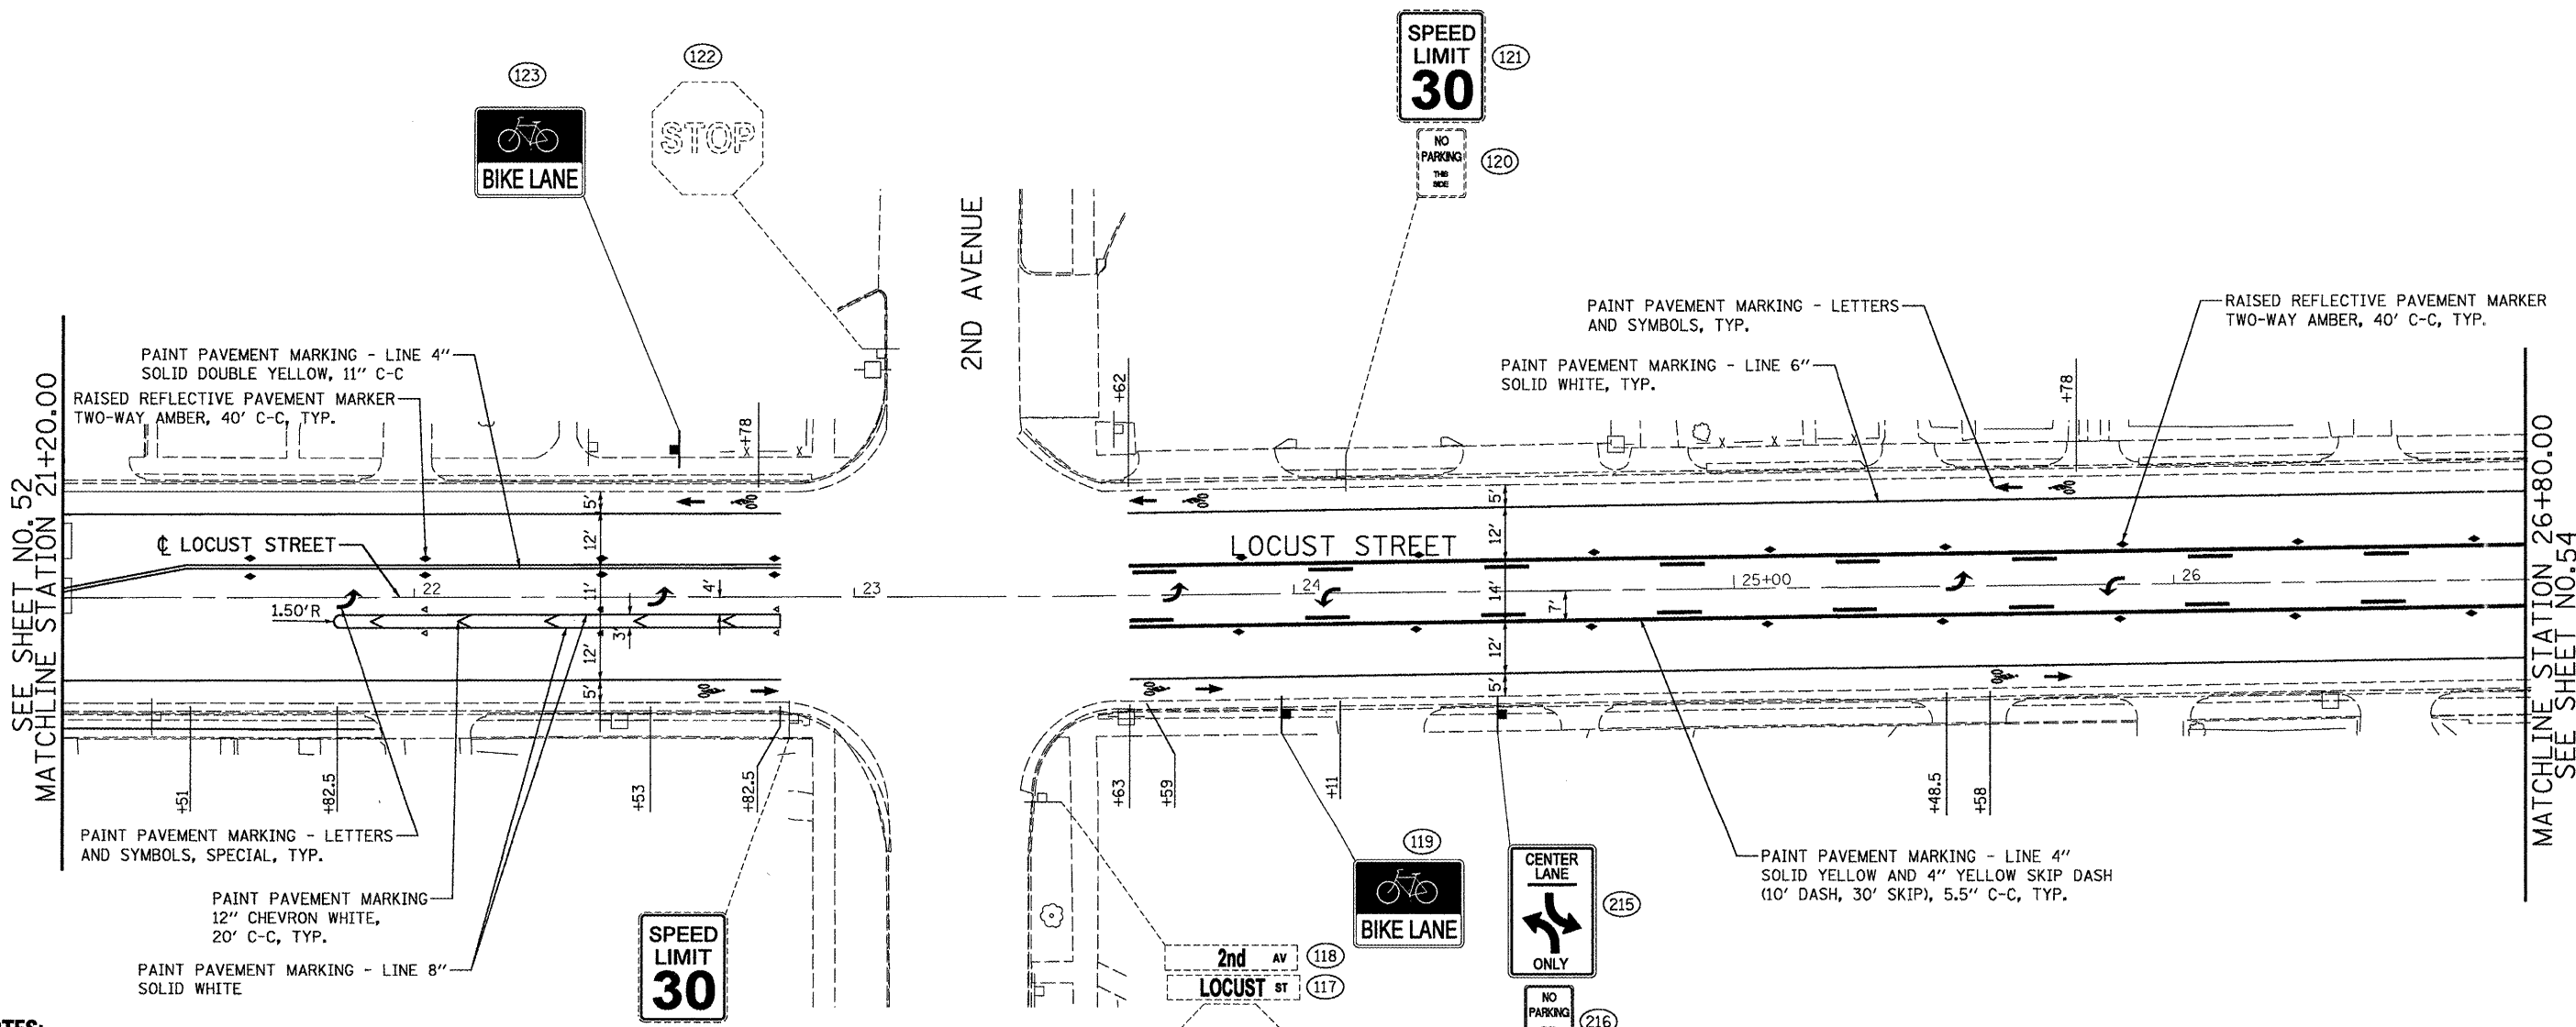 SPEED
LIMIT
30
121
122
123
STOP
NO
PARKING
THIS
SIDE
120
BIKE LANE
2ND AVENUE
PAINT PAVEMENT MARKING - LETTERS
AND SYMBOLS, TYP.
RAISED REFLECTIVE PAVEMENT MARKER
TWO-WAY AMBER, 40' C-C, TYP.
PAINT PAVEMENT MARKING - LINE 4"
SOLID DOUBLE YELLOW, 11" C-C
PAINT PAVEMENT MARKING - LINE 6"
SOLID WHITE, TYP.
RAISED REFLECTIVE PAVEMENT MARKER
TWO-WAY AMBER, 40' C-C, TYP.
+62
+78
+78
SEE SHEET NO. 52
MATCHLINE STATION 21+20.00
MATCHLINE STATION 26+80.00
SEE SHEET NO.54
5'
12'
11'
4'
3'
12'
5'
5'
12'
14'
7'
12'
5'
℄ LOCUST STREET
LOCUST STREET
22
23
24
25+00
26
1.50'R
+51
+82.5
+53
+82.5
+63
+59
+11
+48.5
+58
PAINT PAVEMENT MARKING - LETTERS
AND SYMBOLS, SPECIAL, TYP.
PAINT PAVEMENT MARKING
12" CHEVRON WHITE,
20' C-C, TYP.
PAINT PAVEMENT MARKING - LINE 8"
SOLID WHITE
SPEED
LIMIT
30
119
BIKE LANE
CENTER
LANE
ONLY
215
PAINT PAVEMENT MARKING - LINE 4"
SOLID YELLOW AND 4" YELLOW SKIP DASH
(10' DASH, 30' SKIP), 5.5" C-C, TYP.
2nd AV
118
LOCUST ST
117
NO
PARKING
216